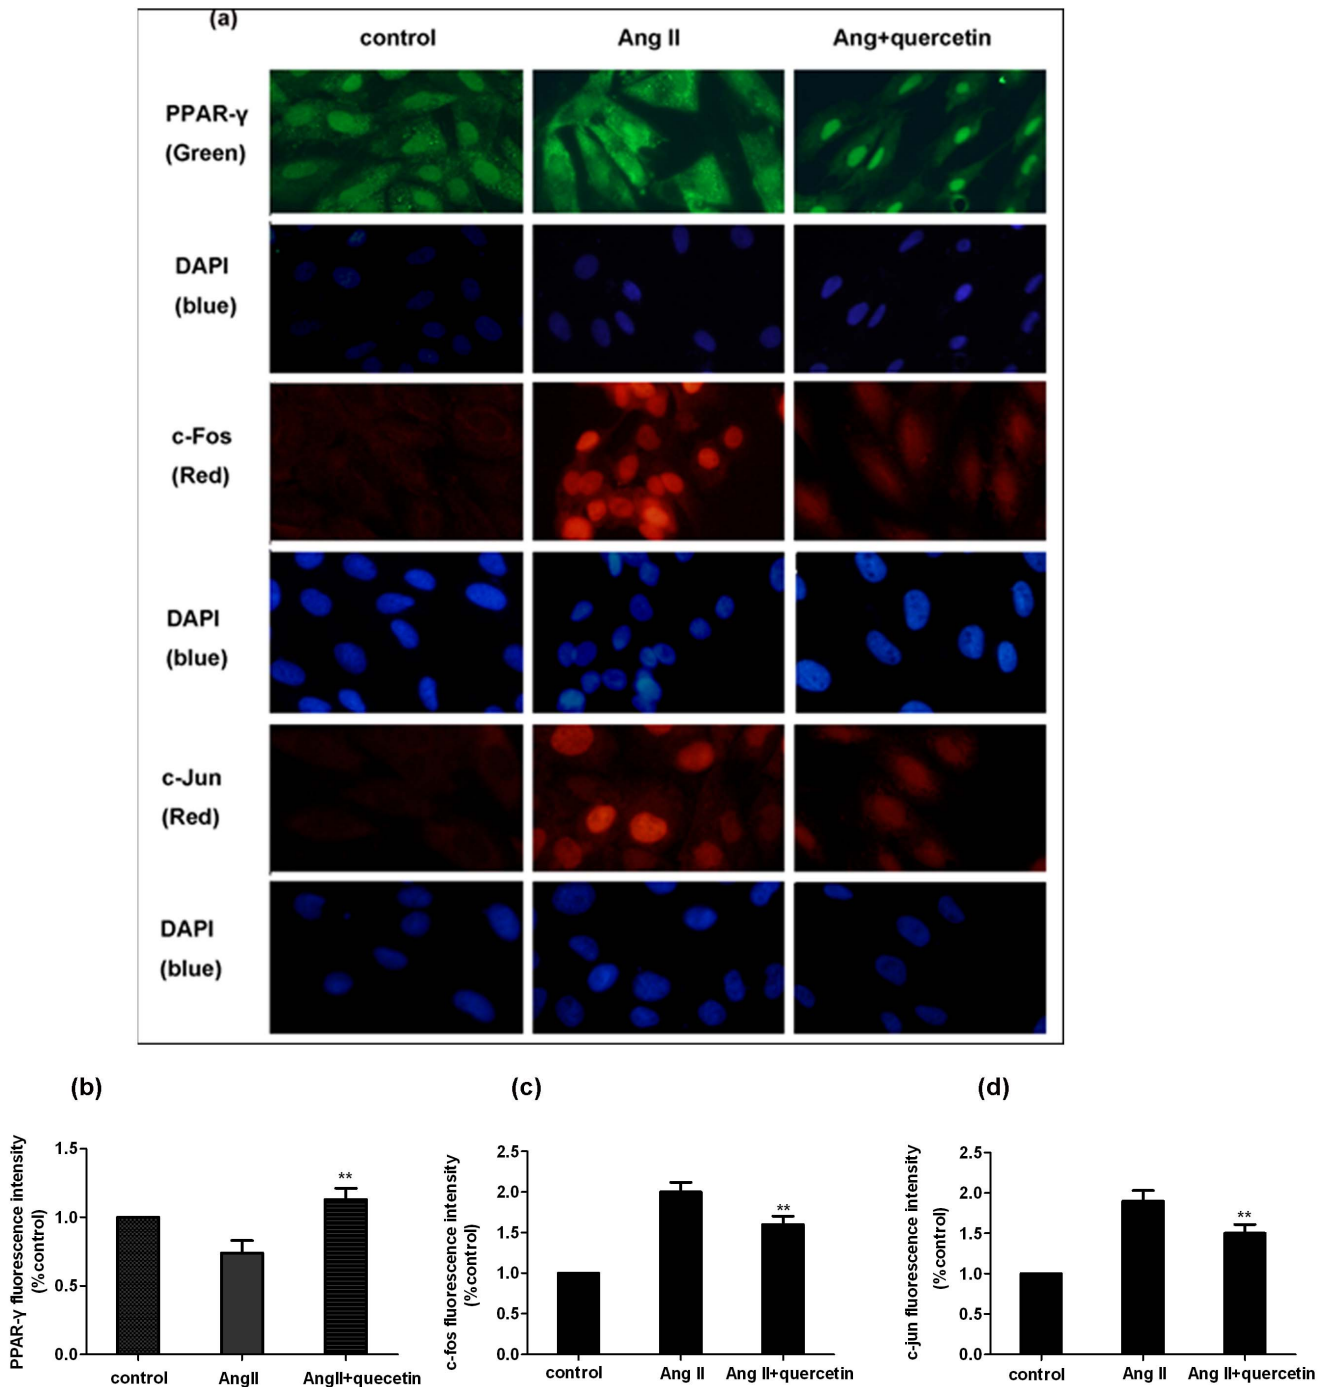 (a)
control Ang II Ang+quercetin
PPAR-γ
(Green)
DAPI
(blue)
c-Fos
(Red)
DAPI
(blue)
c-Jun
(Red)
DAPI
(blue)
(b)
PPAR-γ fluorescence intensity
(%control)
1.5
1.0
0.5
0.0
**
control AngII AngII+quecetin
(c)
c-fos fluorescence intensity
(%control)
2.5
2.0
1.5
1.0
0.5
0.0
**
control Ang II Ang II+quercetin
(d)
c-jun fluorescence intensity
(%control)
2.5
2.0
1.5
1.0
0.5
0.0
**
control Ang II Ang II+quercetin